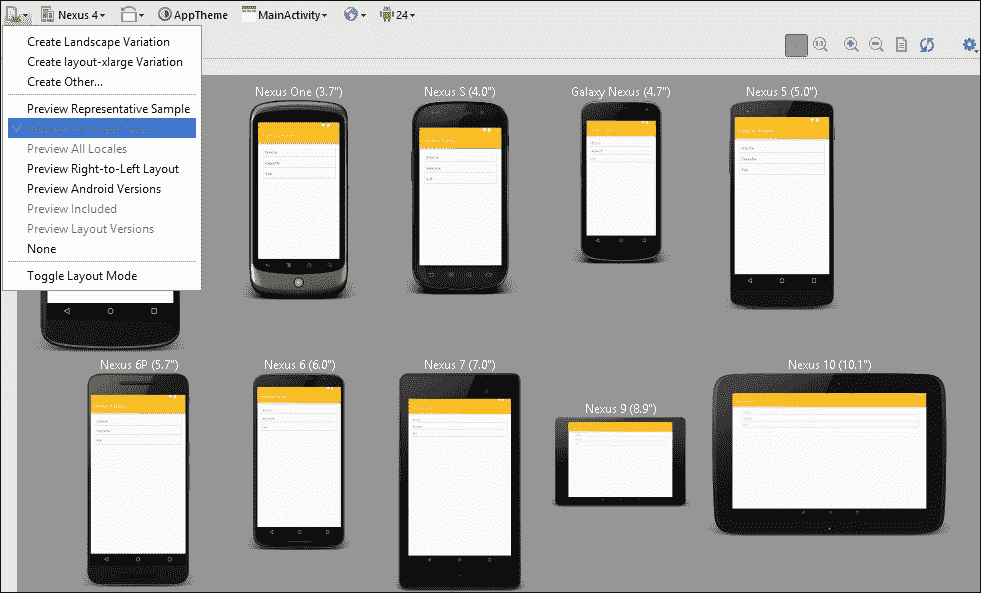 Nexus 4
AppTheme
MainActivity
24
Create Landscape Variation
Create layout-xlarge Variation
Create Other...
Preview Representative Sample
Preview All Locales
Preview Right-to-Left Layout
Preview Android Versions
Preview Included
Preview Layout Versions
None
Toggle Layout Mode
Nexus One (3.7")
Nexus S (4.0")
Galaxy Nexus (4.7")
Nexus 5 (5.0")
Nexus 6P (5.7")
Nexus 6 (6.0")
Nexus 7 (7.0")
Nexus 9 (8.9")
Nexus 10 (10.1")